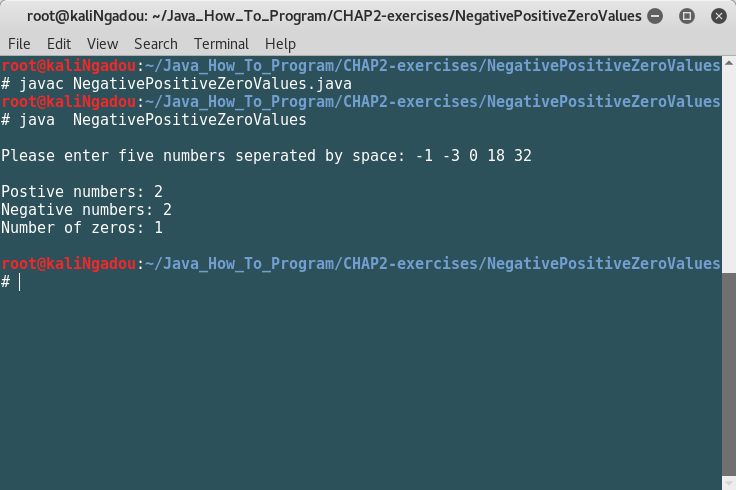 root@kaliNgadou: ~/Java_How_To_Program/CHAP2-exercises/NegativePositiveZeroValues
File Edit View Search Terminal Help
root@kaliNgadou:~/Java_How_To_Program/CHAP2-exercises/NegativePositiveZeroValues
# javac NegativePositiveZeroValues.java
root@kaliNgadou:~/Java_How_To_Program/CHAP2-exercises/NegativePositiveZeroValues
# java  NegativePositiveZeroValues
Please enter five numbers seperated by space: -1 -3 0 18 32
Postive numbers: 2
Negative numbers: 2
Number of zeros: 1
root@kaliNgadou:~/Java_How_To_Program/CHAP2-exercises/NegativePositiveZeroValues
#